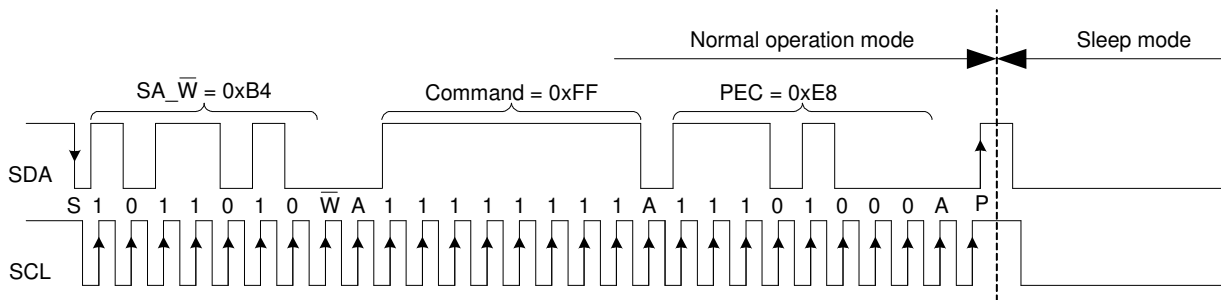 Normal operation mode Sleep mode
SA_W̅ = 0xB4 Command = 0xFF PEC = 0xE8
SDA
S 1 0 1 1 0 1 0 W̅ A 1 1 1 1 1 1 1 1 A 1 1 1 0 1 0 0 0 A P
SCL